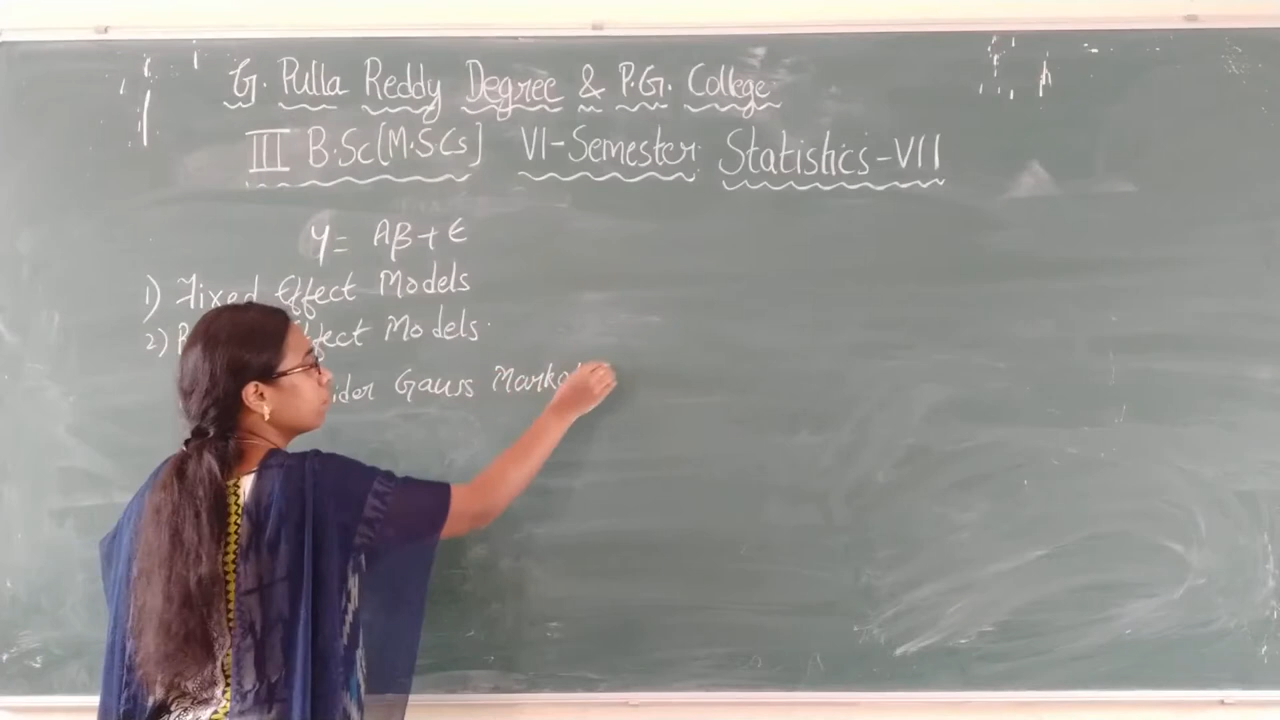 G. Pulla Reddy Degree & P.G. College
III B.Sc(M.SCs) VI-Semester Statistics-VII
y = Aβ + ε
1) Fixed Effect Models
2) Effect Models.
Gauss